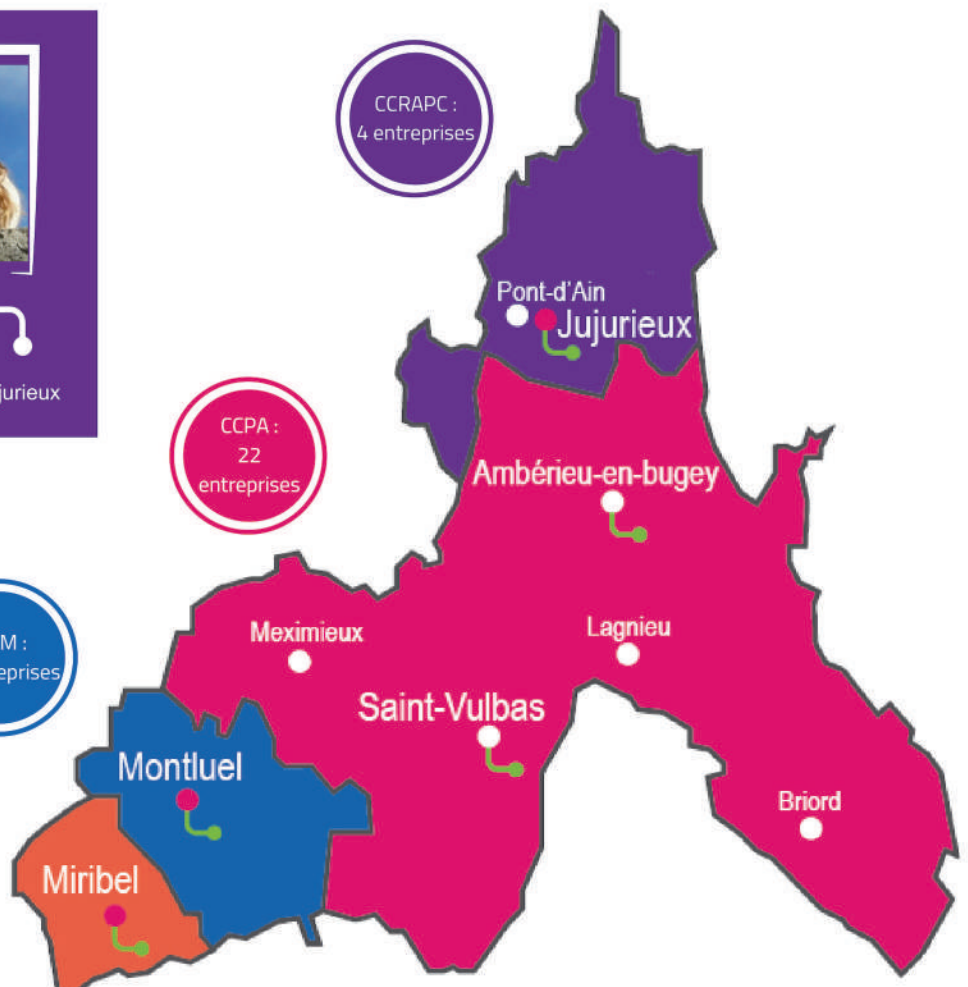 CCRAPC :
4 entreprises
Pont-d'Ain
Jujurieux
jurieux
CCPA :
22
entreprises
Ambérieu-en-bugey
Meximieux
Lagnieu
M :
eprises
Saint-Vulbas
Montluel
Briord
Miribel